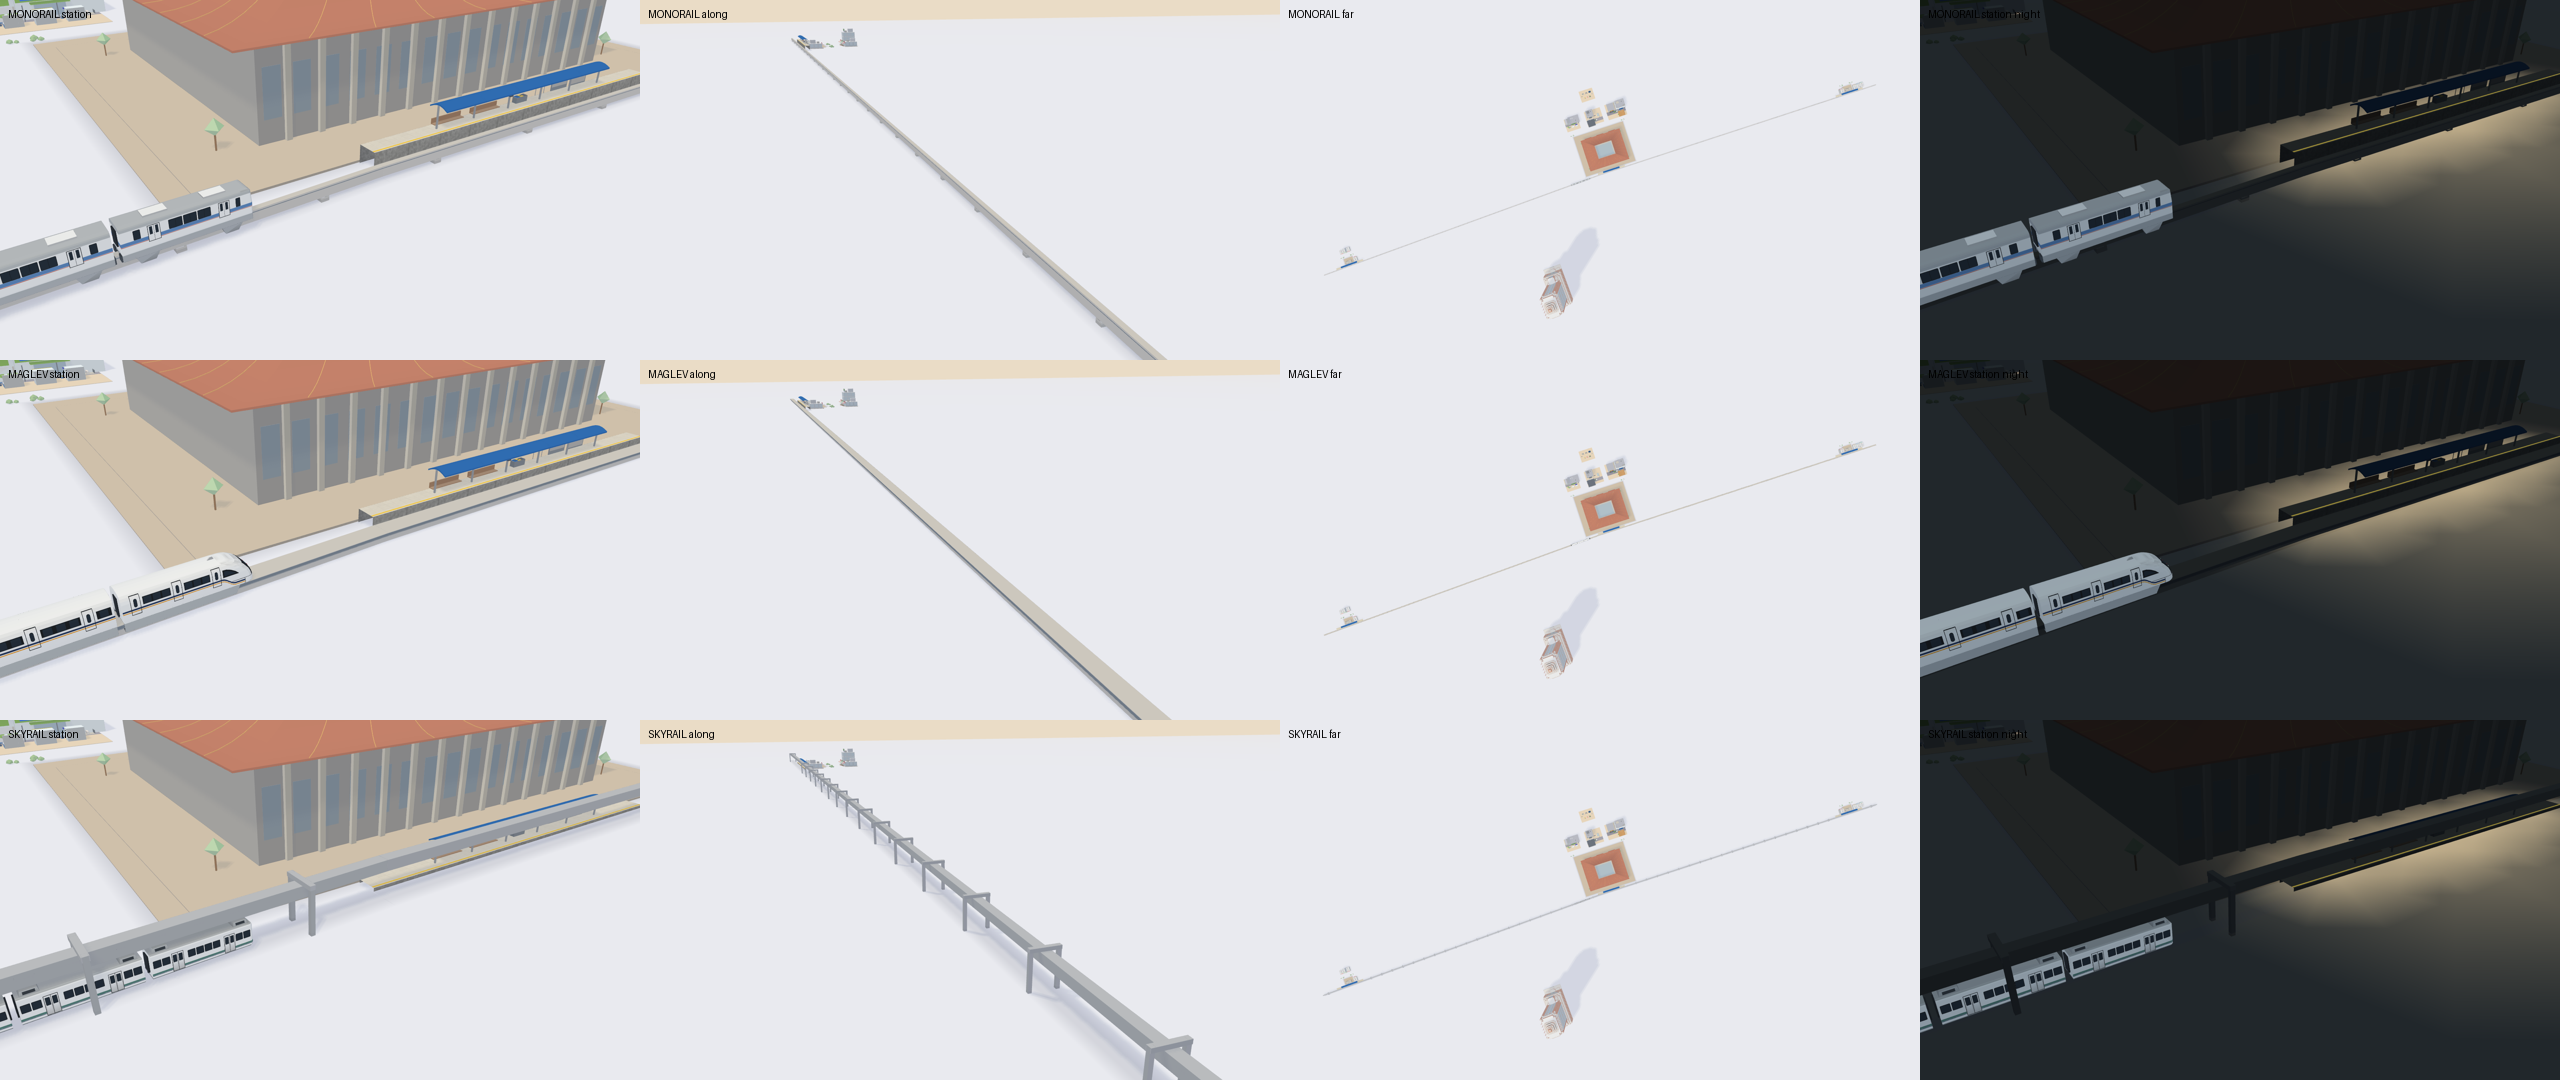 MONORAIL station
MONORAIL along
MONORAIL far
MONORAIL station night
MAGLEV station
MAGLEV along
MAGLEV far
MAGLEV station night
SKYRAIL station
SKYRAIL along
SKYRAIL far
SKYRAIL station night